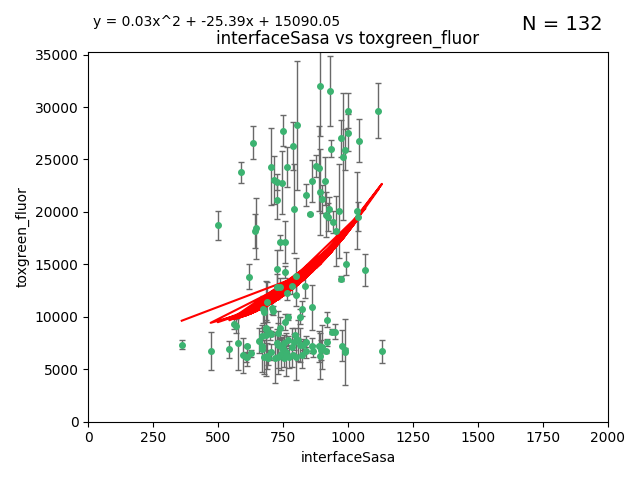 y = 0.03x^2 + -25.39x + 15090.05
N = 132
interfaceSasa vs toxgreen_fluor
35000
30000
25000
20000
15000
10000
5000
0
toxgreen_fluor
0 250 500 750 1000 1250 1500 1750 2000
interfaceSasa